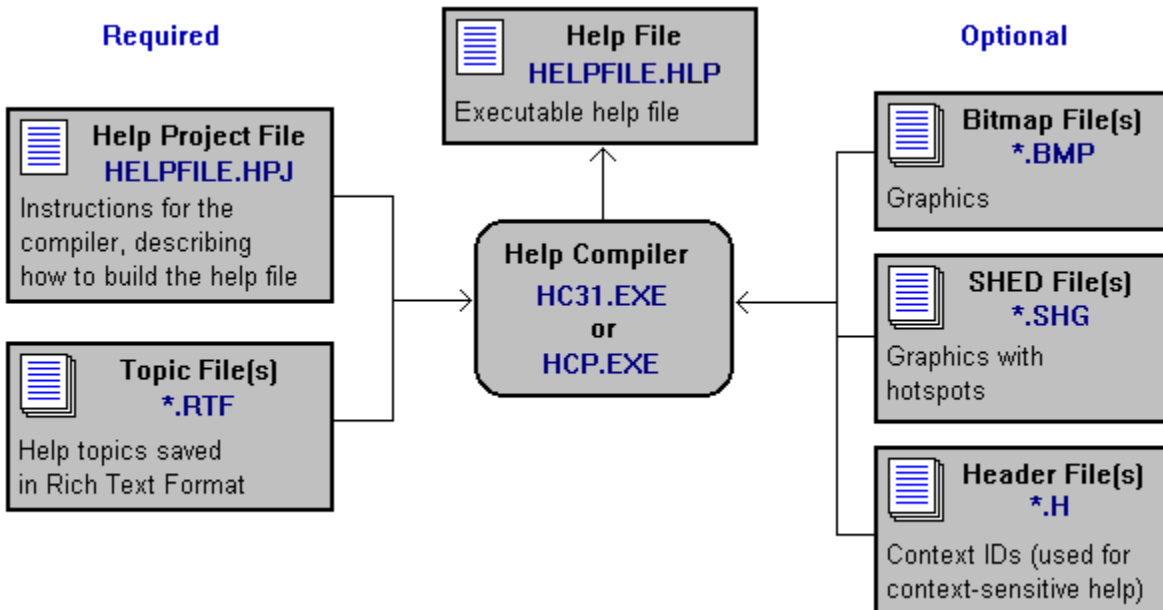 Required
Help Project File
HELPFILE.HPJ
Instructions for the
compiler, describing
how to build the help file
Topic File(s)
*.RTF
Help topics saved
in Rich Text Format
Help File
HELPFILE.HLP
Executable help file
Help Compiler
HC31.EXE
or
HCP.EXE
Optional
Bitmap File(s)
*.BMP
Graphics
SHED File(s)
*.SHG
Graphics with
hotspots
Header File(s)
*.H
Context IDs (used for
context-sensitive help)